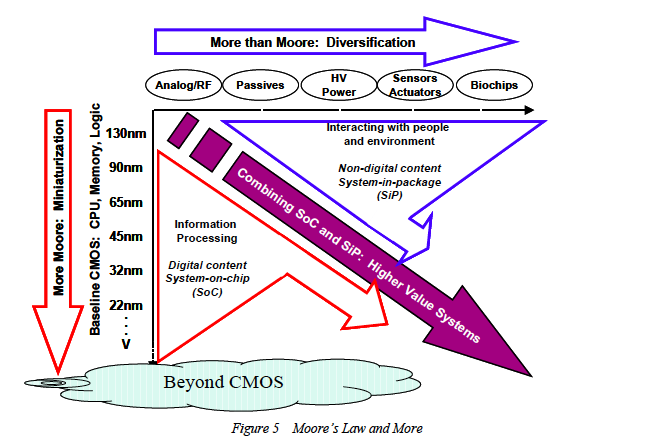 More than Moore: Diversification
Analog/RF
Passives
HV
Power
Sensors
Actuators
Biochips
More Moore: Miniaturization
Baseline CMOS: CPU, Memory, Logic
130nm
90nm
65nm
45nm
32nm
22nm
.
.
.
V
Interacting with people
and environment
Non-digital content
System-in-package
(SiP)
Combining SoC and SiP: Higher Value Systems
Information
Processing
Digital content
System-on-chip
(SoC)
Beyond CMOS
Figure 5 Moore's Law and More